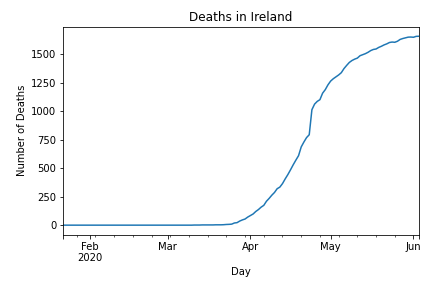 Deaths in Ireland
Number of Deaths
1500
1250
1000
750
500
250
0
Feb
2020
Mar
Apr
May
Jun
Day